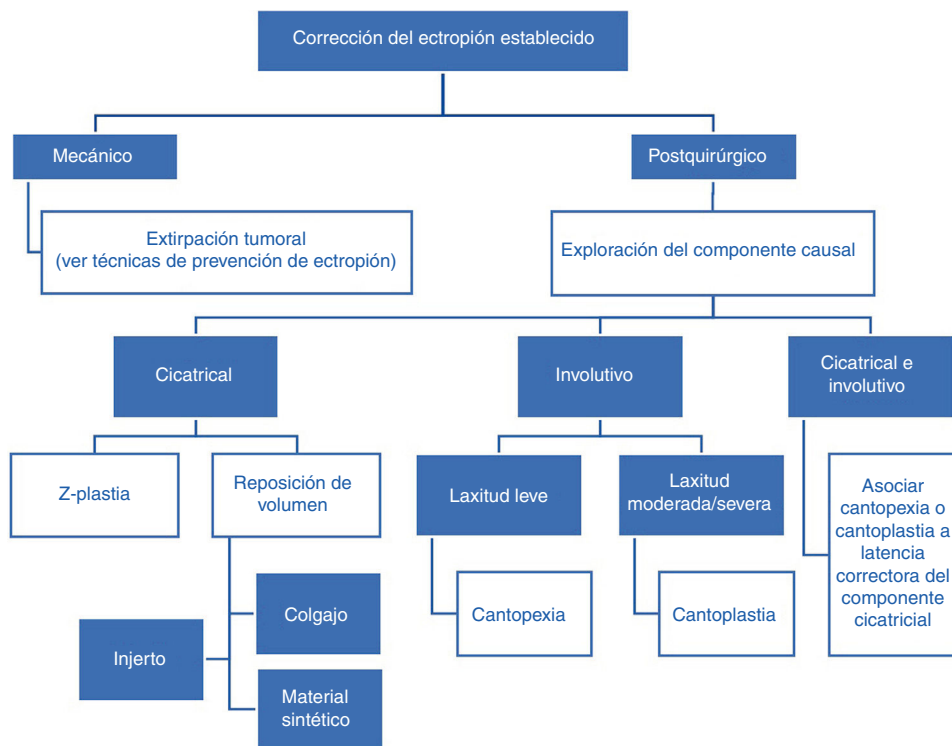 Corrección del ectropión establecido
Mecánico
Postquirúrgico
Extirpación tumoral
(ver técnicas de prevención de ectropión)
Exploración del componente causal
Cicatrical
Involutivo
Cicatrical e
involutivo
Z-plastia
Reposición de
volumen
Laxitud leve
Laxitud
moderada/severa
Asociar
cantopexia o
cantoplastia a
latencia
correctora del
componente
cicatricial
Colgajo
Cantopexia
Cantoplastia
Injerto
Material
sintético